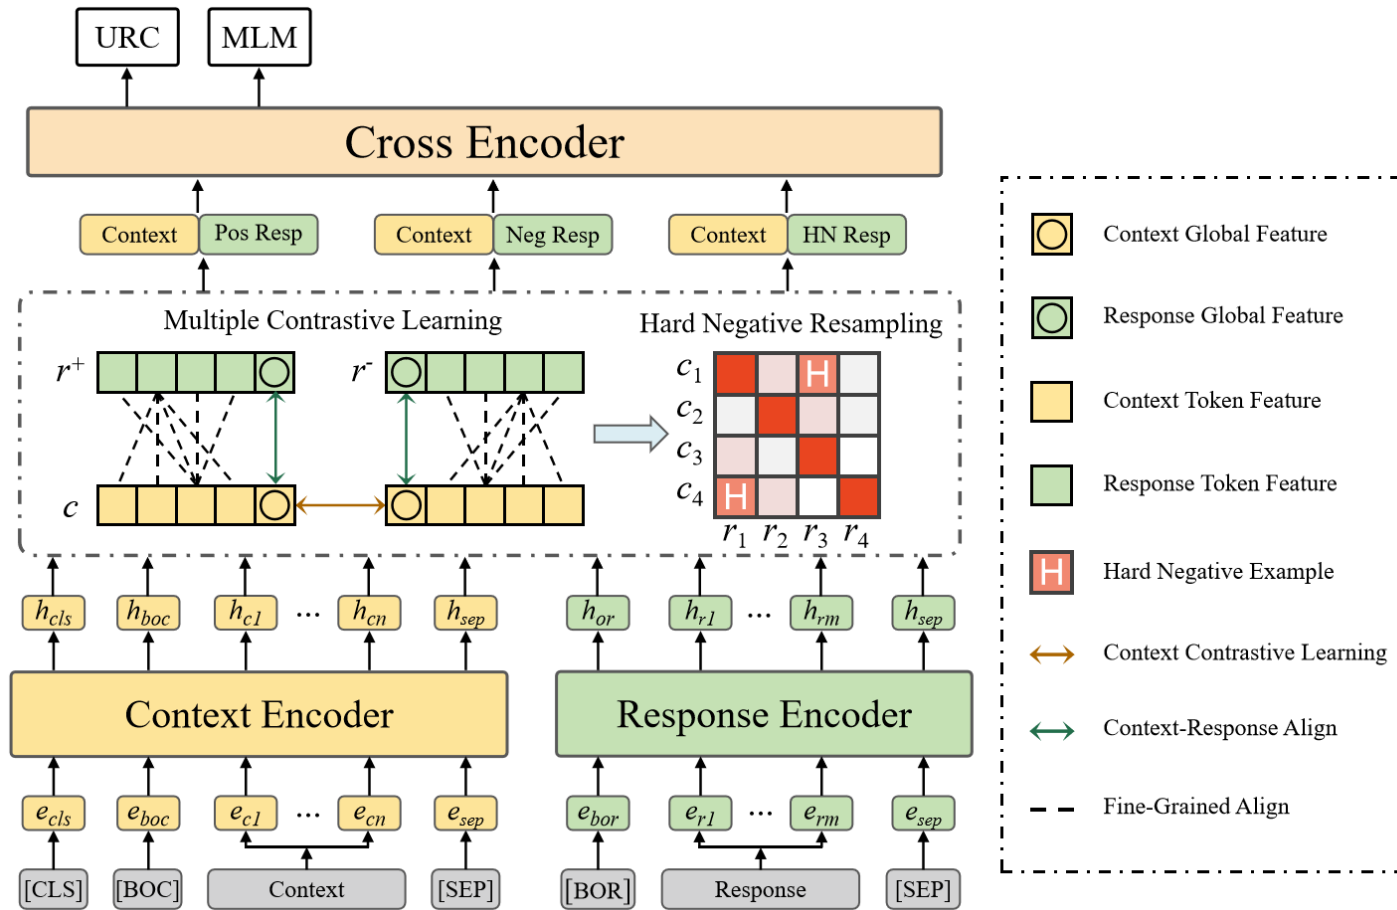 URC MLM
Cross Encoder
Context Pos Resp Context Neg Resp Context HN Resp
Multiple Contrastive Learning Hard Negative Resampling
r+ r- c1
c2
c3
c c4
r1 r2 r3 r4
H
H
hcls hboc hc1 ... hcn hsep hor hr1 ... hrm hsep
Context Encoder Response Encoder
ecls eboc ec1 ... ecn esep ebor er1 ... erm esep
[CLS] [BOC] Context [SEP] [BOR] Response [SEP]
Context Global Feature
Response Global Feature
Context Token Feature
Response Token Feature
H Hard Negative Example
Context Contrastive Learning
Context-Response Align
Fine-Grained Align